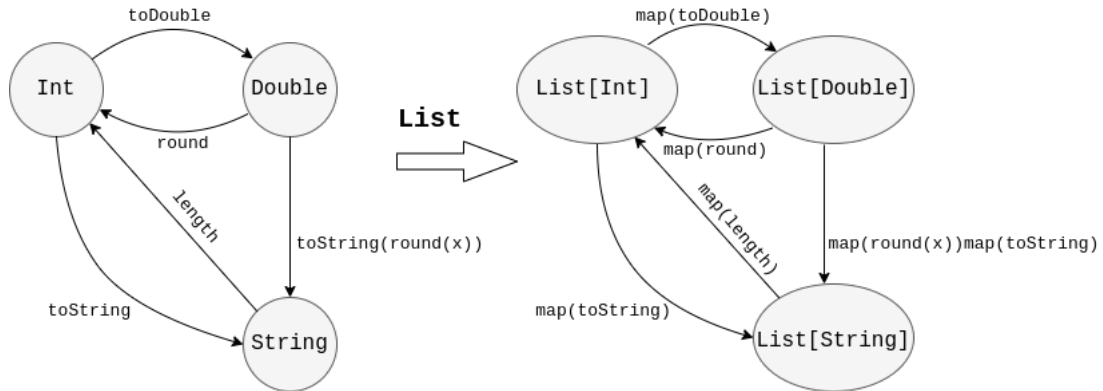 toDouble
Int
Double
round
length
toString(round(x))
toString
String
List
map(toDouble)
List[Int]
List[Double]
map(round)
map(length)
map(round(x))map(toString)
map(toString)
List[String]